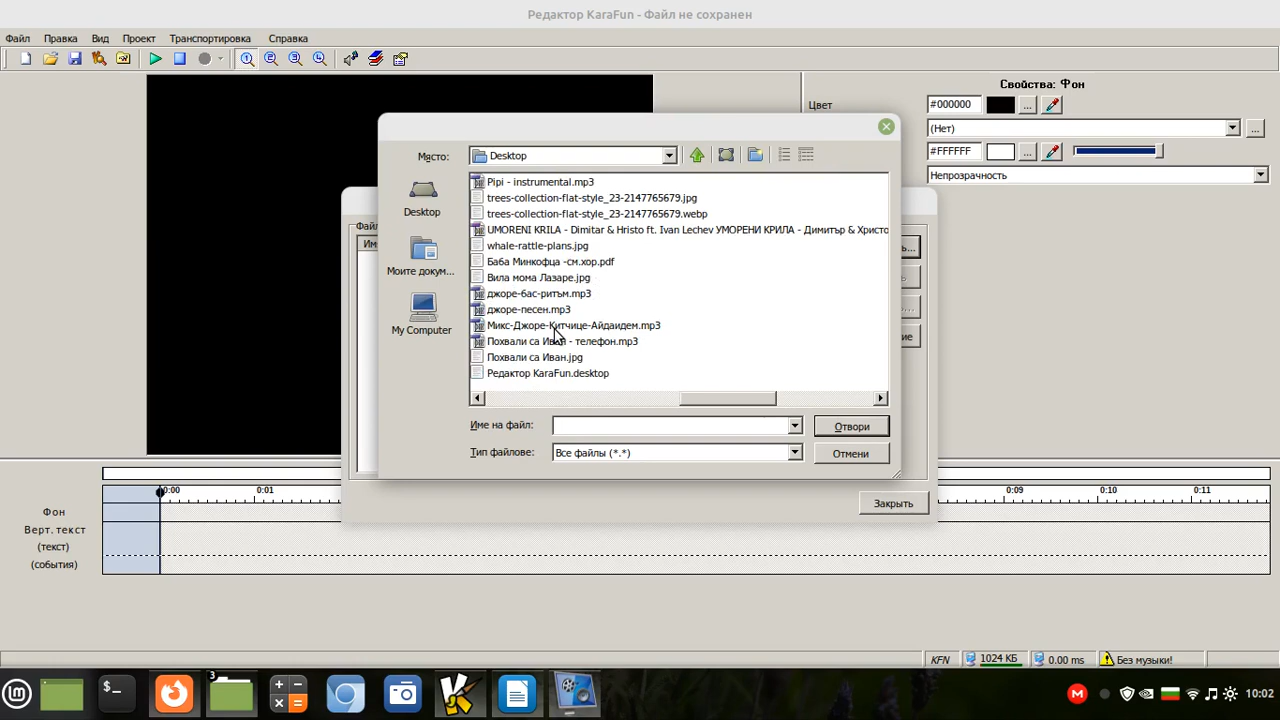 Редактор KaraFun - Файл не сохранен
Файл Правка Вид Проект Транспортировка Справка
Свойства: Фон
Цвет #000000 ...
(Нет) ...
#FFFFFF ...
Непрозрачность
Място: Desktop
Desktop
Моите докум...
My Computer
Pipi - instrumental.mp3
trees-collection-flat-style_23-2147765679.jpg
trees-collection-flat-style_23-2147765679.webp
UMORENI KRILA - Dimitar & Hristo ft. Ivan Lechev УМОРЕНИ КРИЛА - Димитър & Христо
whale-rattle-plans.jpg
Баба Минкофца -см.хор.pdf
Вила мома Лазаре.jpg
джоре-бас-ритъм.mp3
джоре-песен.mp3
Микс-Джоре-Китчице-Айдаидем.mp3
Похвали са Иван - телефон.mp3
Похвали са Иван.jpg
Редактор KaraFun.desktop
Име на файл: Отвори
Тип файлове: Все файлы (*.*) Отмени
Закрыть
0:00 0:01 0:09 0:10 0:11
Фон
Верт.текст
(текст)
(события)
KFN 1024 КБ 0.00 ms Без музыки!
3
10:02